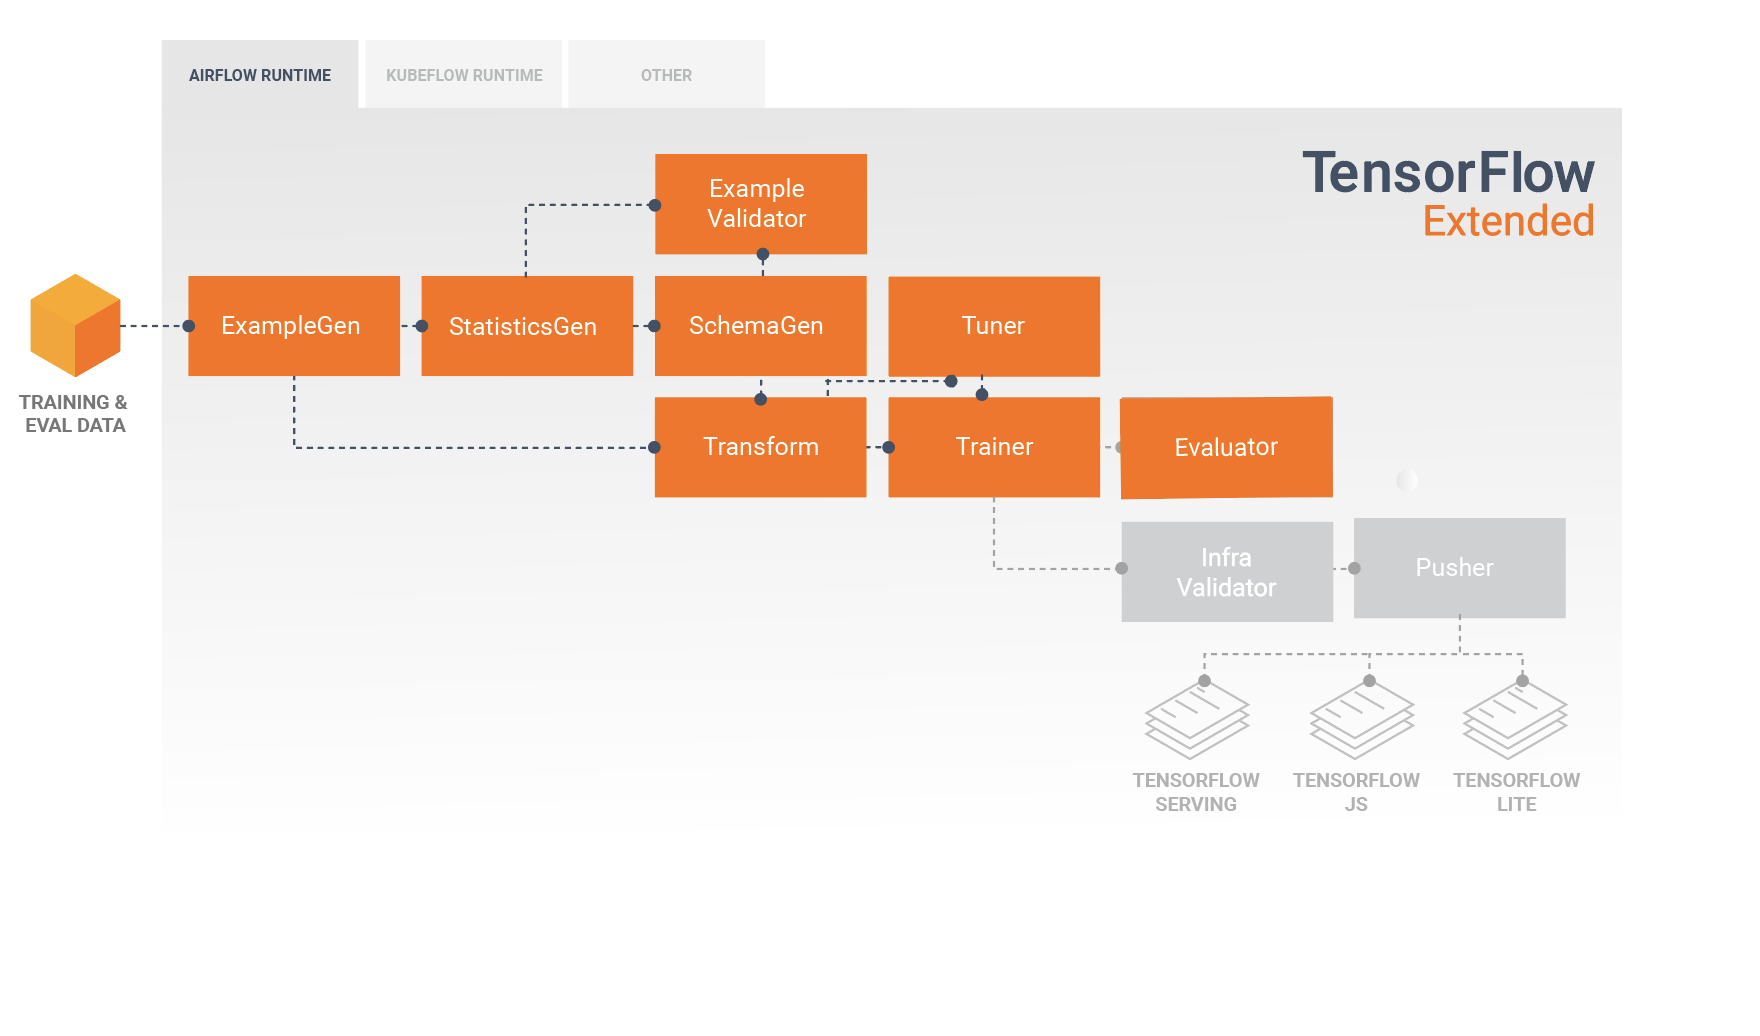 AIRFLOW RUNTIME
KUBEFLOW RUNTIME
OTHER
TensorFlow
Extended
Example
Validator
ExampleGen
StatisticsGen
SchemaGen
Tuner
TRAINING &
EVAL DATA
Transform
Trainer
Evaluator
Infra
Validator
Pusher
TENSORFLOW
SERVING
TENSORFLOW
JS
TENSORFLOW
LITE